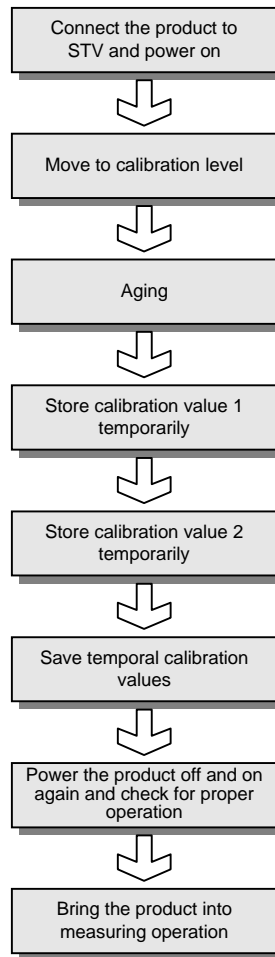 Connect the product to
STV and power on
Move to calibration level
Aging
Store calibration value 1
temporarily
Store calibration value 2
temporarily
Save temporal calibration
values
Power the product off and on
again and check for proper
operation
Bring the product into
measuring operation